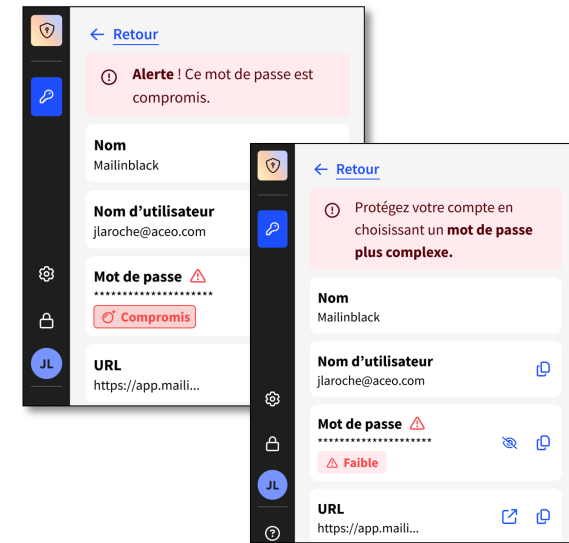 Retour
Alerte ! Ce mot de passe est
compromis.
Nom
Mailinblack
Nom d’utilisateur
jlaroche@aceo.com
Mot de passe
*********************
Compromis
URL
https://app.maili...
JL
Retour
Protégez votre compte en
choisissant un mot de passe
plus complexe.
Nom
Mailinblack
Nom d’utilisateur
jlaroche@aceo.com
Mot de passe
*********************
Faible
URL
https://app.maili...
JL